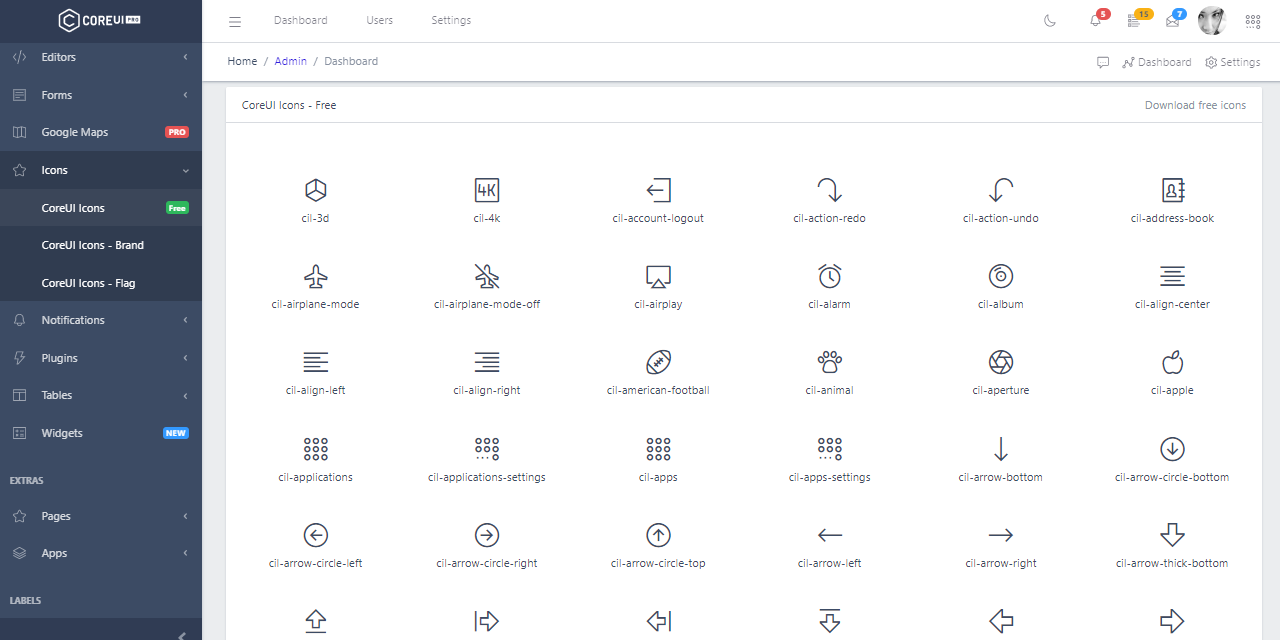 COREUI PRO
Dashboard Users Settings
5 15 7
Home / Admin / Dashboard
Dashboard Settings
Editors
Forms
Google Maps PRO
Icons
CoreUI Icons Free
CoreUI Icons - Brand
CoreUI Icons - Flag
Notifications
Plugins
Tables
Widgets NEW
EXTRAS
Pages
Apps
LABELS
CoreUI Icons - Free Download free icons
4K
cil-3d cil-4k cil-account-logout cil-action-redo cil-action-undo cil-address-book
cil-airplane-mode cil-airplane-mode-off cil-airplay cil-alarm cil-album cil-align-center
cil-align-left cil-align-right cil-american-football cil-animal cil-aperture cil-apple
cil-applications cil-applications-settings cil-apps cil-apps-settings cil-arrow-bottom cil-arrow-circle-bottom
cil-arrow-circle-left cil-arrow-circle-right cil-arrow-circle-top cil-arrow-left cil-arrow-right cil-arrow-thick-bottom